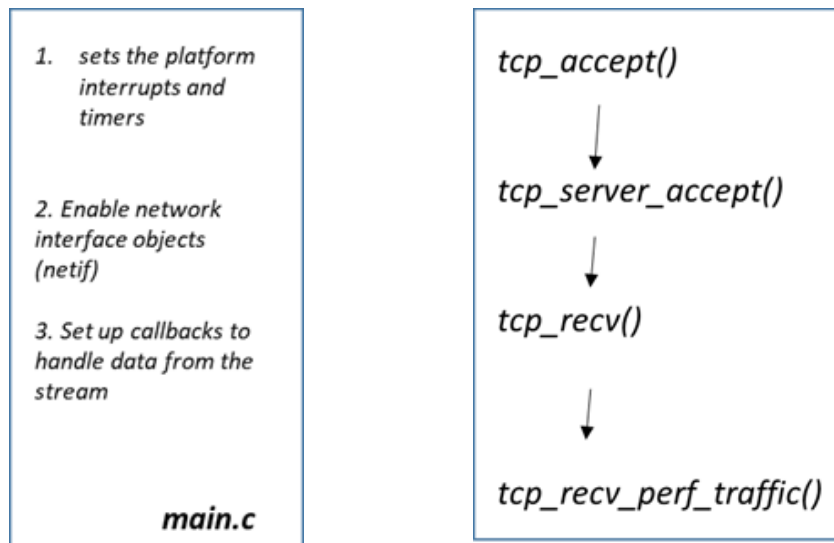 1. sets the platform
interrupts and
timers
2. Enable network
interface objects
(netif)
3. Set up callbacks to
handle data from the
stream
main.c
tcp_accept()
tcp_server_accept()
tcp_recv()
tcp_recv_perf_traffic()